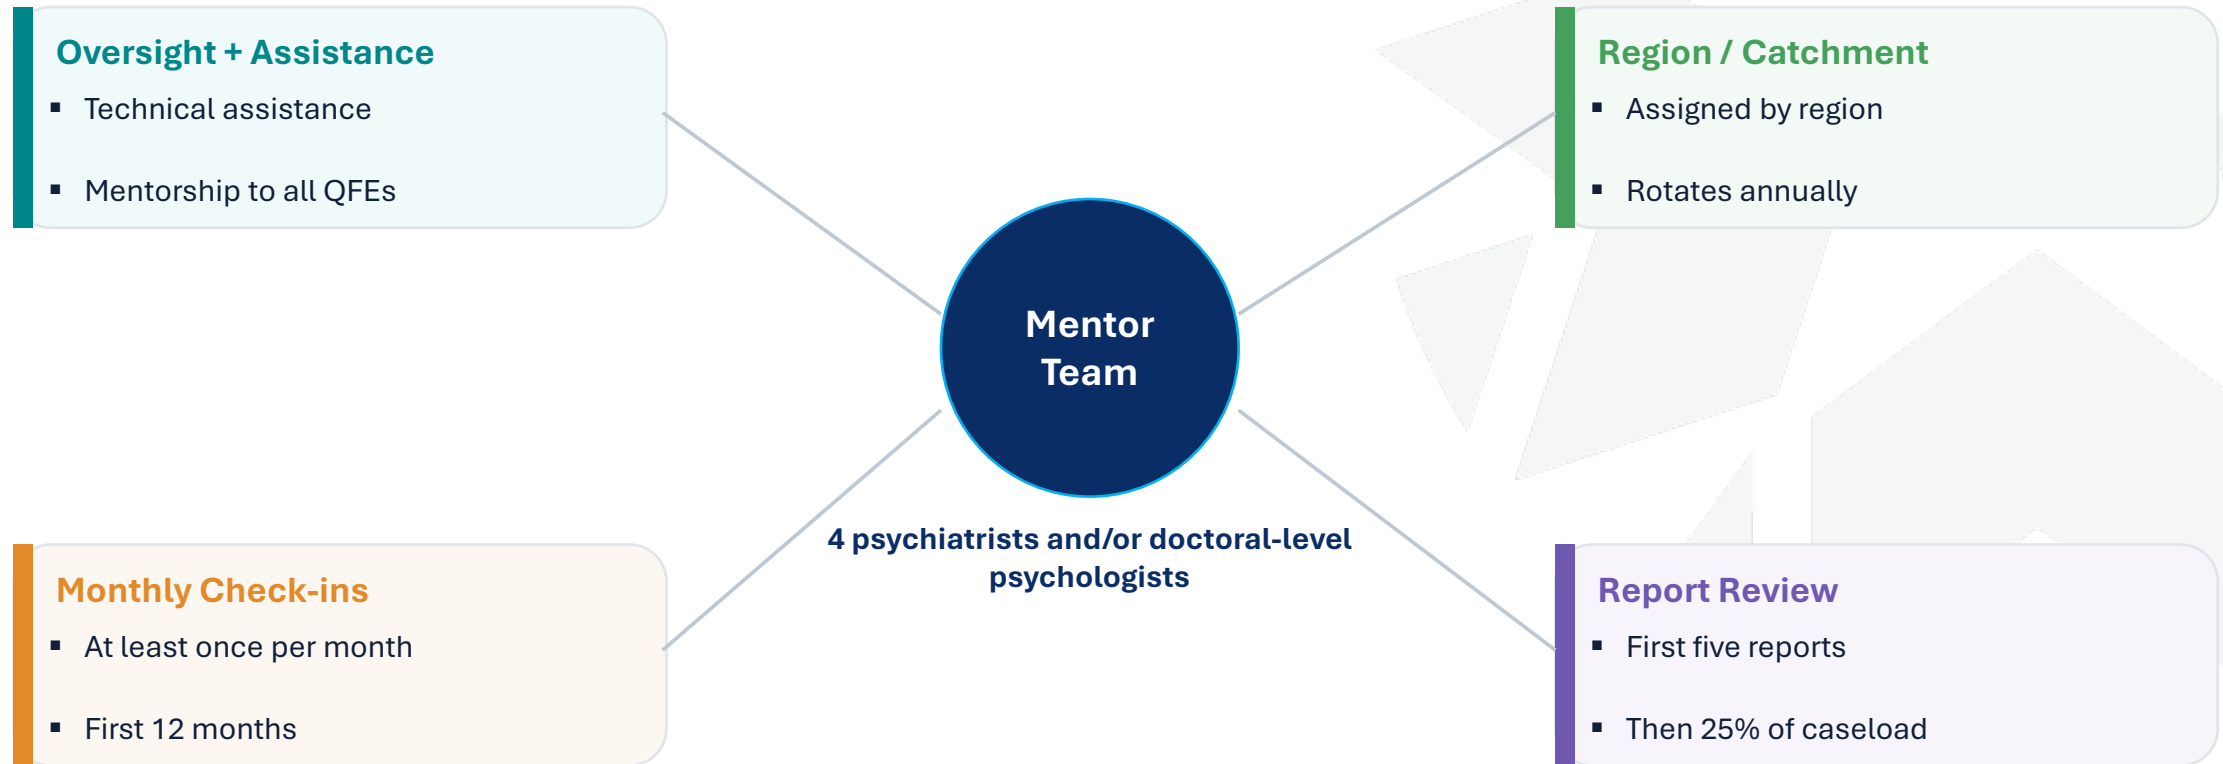 Oversight + Assistance
▪ Technical assistance
▪ Mentorship to all QFEs
Region / Catchment
▪ Assigned by region
▪ Rotates annually
Mentor
Team
4 psychiatrists and/or doctoral-level
psychologists
Monthly Check-ins
▪ At least once per month
▪ First 12 months
Report Review
▪ First five reports
▪ Then 25% of caseload